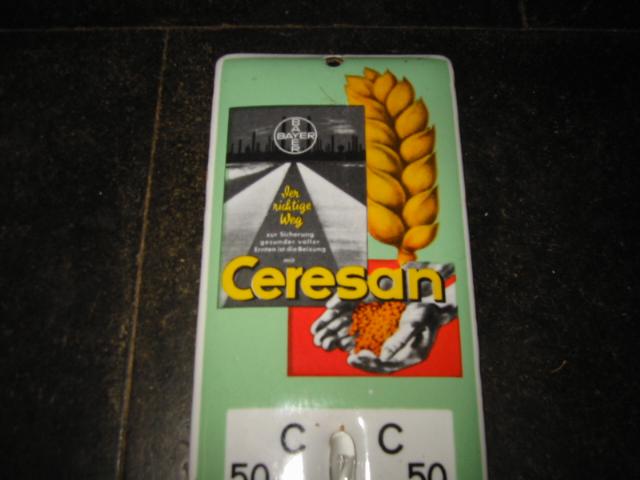 BAYER
BAYER
Der
richtige
Weg
zur Sicherung
gesunder voller
Ernten ist die Beizung
mit
Ceresan
C C
50 50